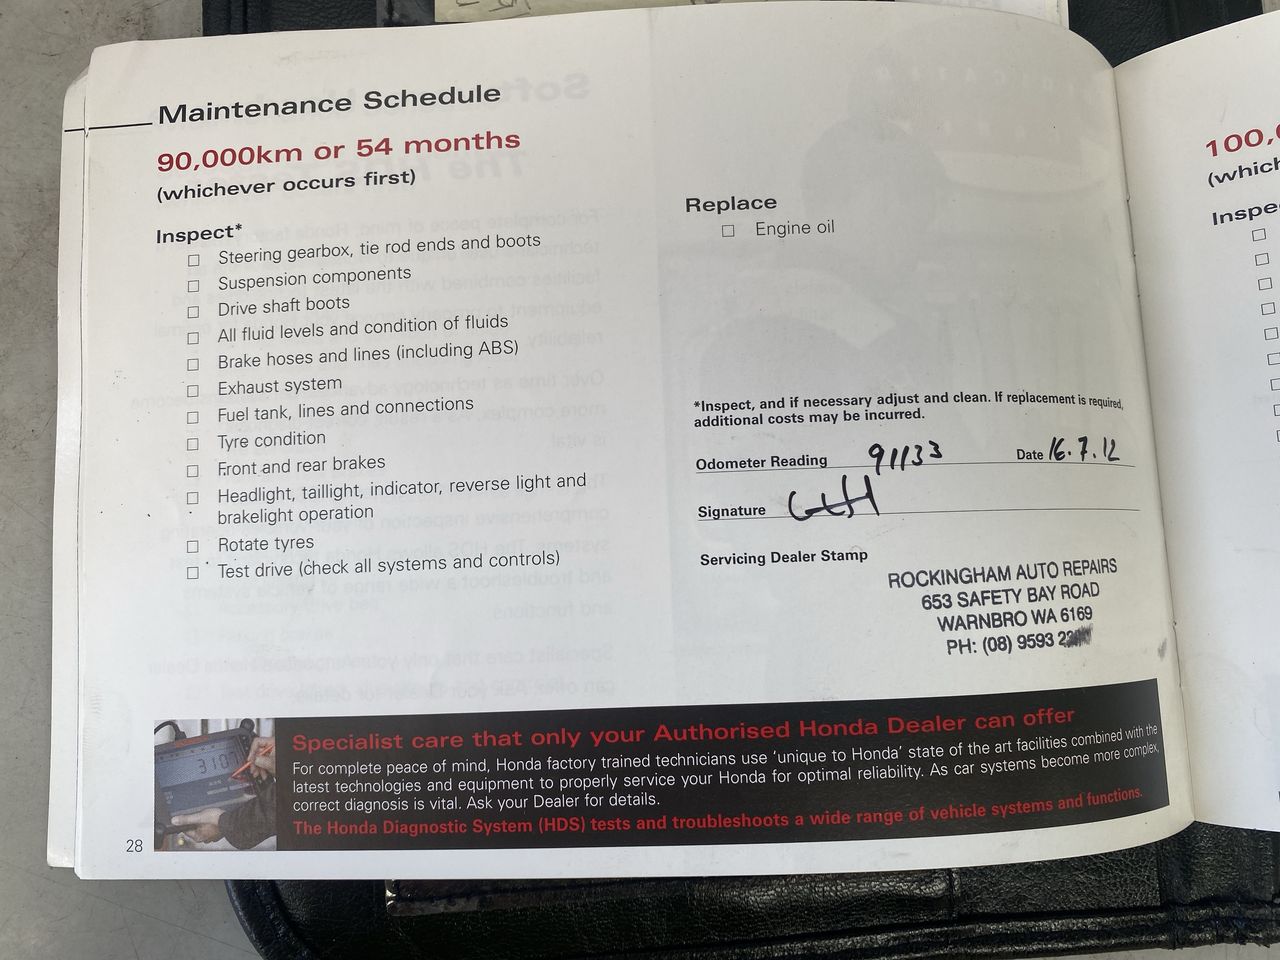 Maintenance Schedule
90,000km or 54 months
(whichever occurs first)
Inspect*
□ Steering gearbox, tie rod ends and boots
□ Suspension components
□ Drive shaft boots
□ All fluid levels and condition of fluids
□ Brake hoses and lines (including ABS)
□ Exhaust system
□ Fuel tank, lines and connections
□ Tyre condition
□ Front and rear brakes
□ Headlight, taillight, indicator, reverse light and
brakelight operation
□ Rotate tyres
□ Test drive (check all systems and controls)
Replace
□ Engine oil
*Inspect, and if necessary adjust and clean. If replacement is required,
additional costs may be incurred.
Odometer Reading 91133 Date 16.7.12
Signature
Servicing Dealer Stamp
ROCKINGHAM AUTO REPAIRS
653 SAFETY BAY ROAD
WARNBRO WA 6169
PH: (08) 9593
Specialist care that only your Authorised Honda Dealer can offer
For complete peace of mind, Honda factory trained technicians use 'unique to Honda' state of the art facilities combined with the
latest technologies and equipment to properly service your Honda for optimal reliability. As car systems become more complex,
correct diagnosis is vital. Ask your Dealer for details.
The Honda Diagnostic System (HDS) tests and troubleshoots a wide range of vehicle systems and functions.
3107
28
100,
(which
Inspe